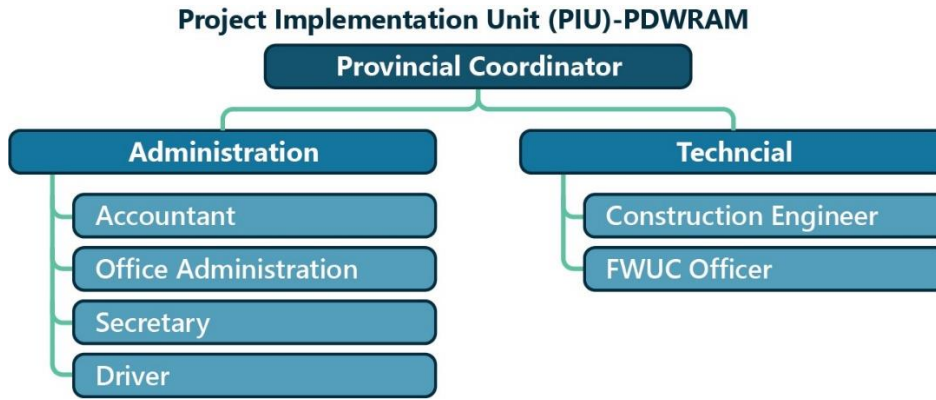 Project Implementation Unit (PIU)-PDWRAM
Provincial Coordinator
Administration
Accountant
Office Administration
Secretary
Driver
Techncial
Construction Engineer
FWUC Officer